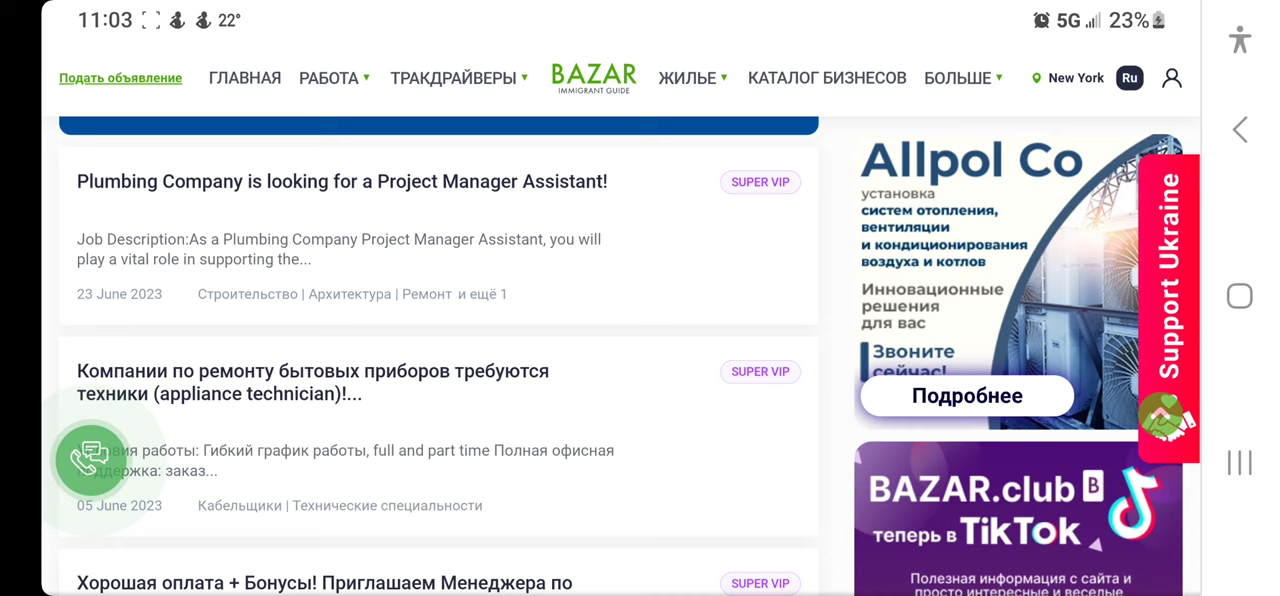 11:03 22°
5G 23%
Подать объявление ГЛАВНАЯ РАБОТА ТРАКДРАЙВЕРЫ BAZAR ЖИЛЬЕ КАТАЛОГ БИЗНЕСОВ БОЛЬШЕ New York Ru
IMMIGRANT GUIDE
Plumbing Company is looking for a Project Manager Assistant!
SUPER VIP
Job Description:As a Plumbing Company Project Manager Assistant, you will
play a vital role in supporting the...
23 June 2023 Строительство | Архитектура | Ремонт и ещё 1
Компании по ремонту бытовых приборов требуются
техники (appliance technician)!...
SUPER VIP
работы: Гибкий график работы, full and part time Полная офисная
заказ...
05 June 2023 Кабельщики | Технические специальности
Хорошая оплата + Бонусы! Приглашаем Менеджера по
SUPER VIP
Allpol Co
установка
систем отопления,
вентиляции
и кондиционирования
воздуха и котлов
Инновационные
решения
для вас
Звоните
сейчас!
Подробнее
Support Ukraine
BAZAR.club B
теперь в TikTok
Полезная информация с сайта и
просто интересные и веселые